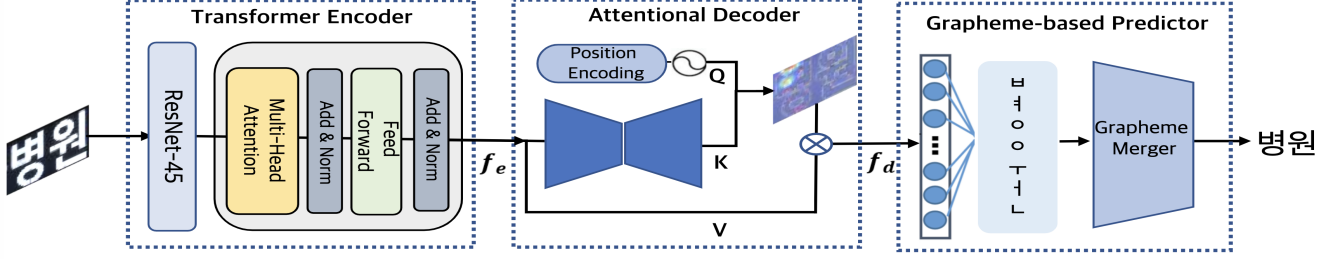 Transformer Encoder
병원
ResNet-45
Multi-Head
Attention
Add & Norm
Feed
Forward
Add & Norm
f_e
Attentional Decoder
Position
Encoding
Q
K
V
f_d
Grapheme-based Predictor
ㅂ
ㅕ
ㅇ
ㅇ
ㅜ
ㅓ
ㄴ
Grapheme
Merger
병원